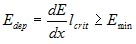 E_dep = dE/dx l_crit ≥ E_min